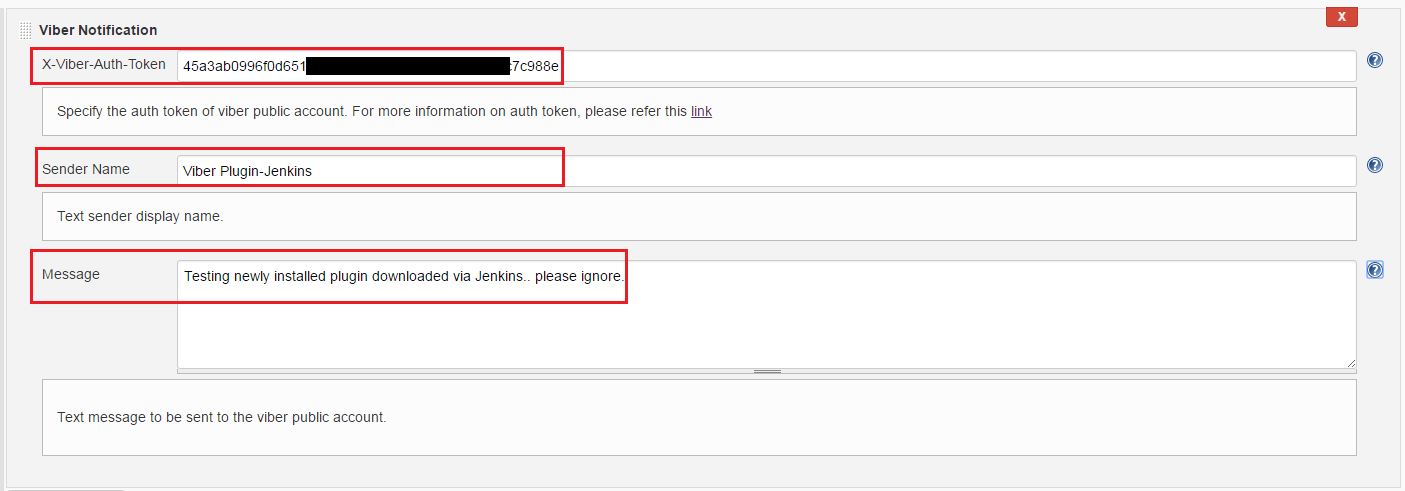 Viber Notification
X
X-Viber-Auth-Token
45a3ab0996f0d651 c7c988e
?
Specify the auth token of viber public account. For more information on auth token, please refer this link
Sender Name
Viber Plugin-Jenkins
?
Text sender display name.
Message
Testing newly installed plugin downloaded via Jenkins.. please ignore.
?
Text message to be sent to the viber public account.